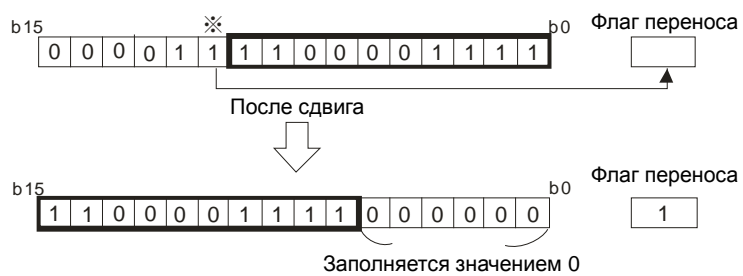 b15 ※ b0 Флаг переноса
0 0 0 0 1 1 1 1 0 0 0 0 1 1 1 1
После сдвига
b15 b0 Флаг переноса
1 1 0 0 0 0 1 1 1 1 0 0 0 0 0 0 1
Заполняется значением 0